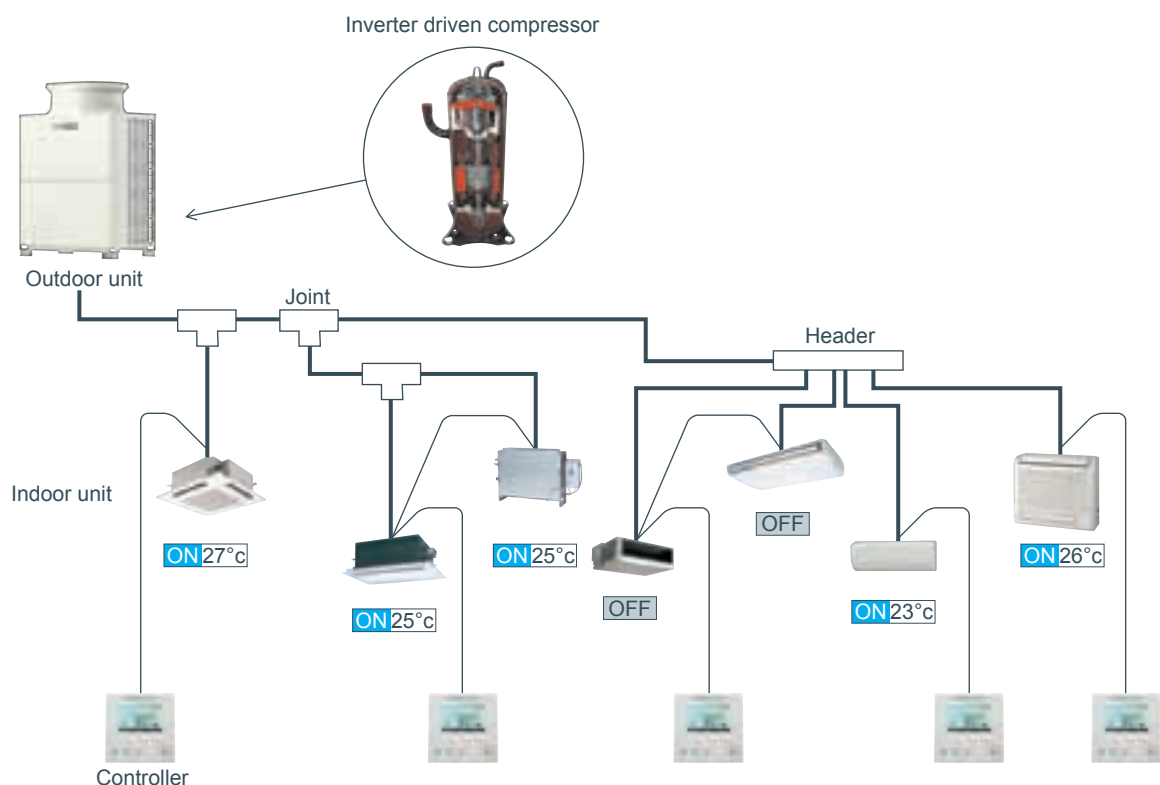 Inverter driven compressor
Outdoor unit
Joint
Header
Indoor unit
ON 27°c
ON 25°c
OFF
ON 26°c
ON 25°c
OFF
ON 23°c
Controller